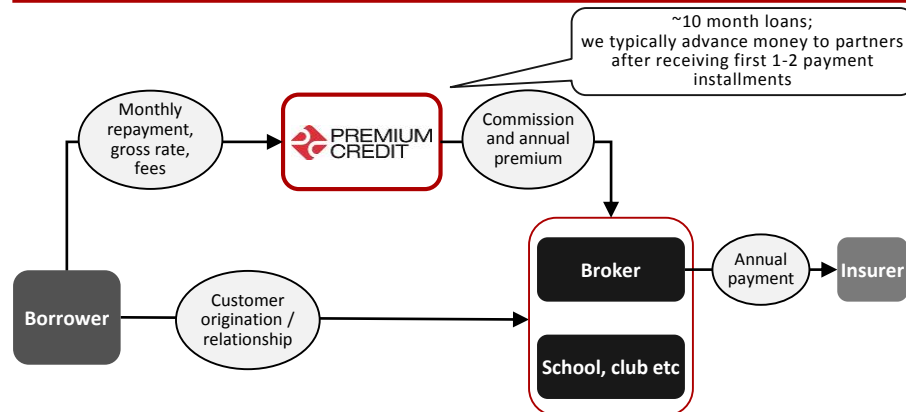 ~10 month loans;
we typically advance money to partners
after receiving first 1-2 payment
installments
Monthly
repayment,
gross rate,
fees
PREMIUM
CREDIT
Commission
and annual
premium
Broker
Annual
payment
Insurer
Borrower
Customer
origination /
relationship
School, club etc